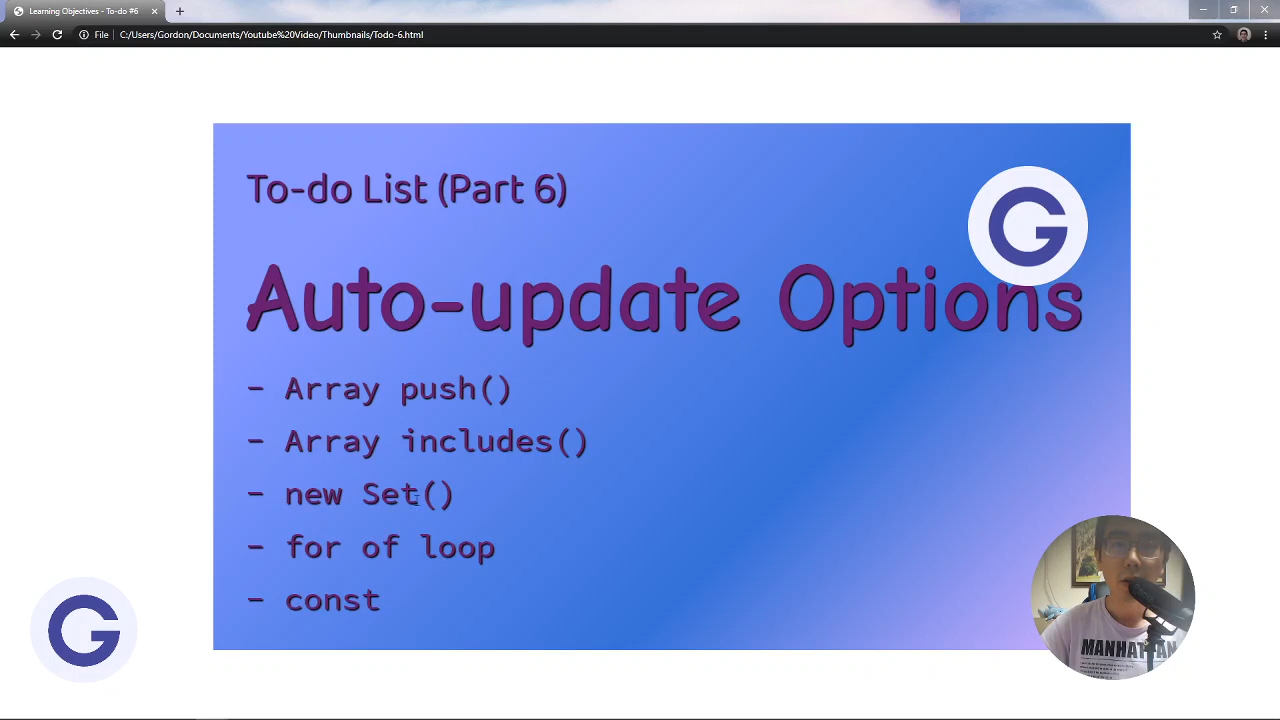 Learning Objectives - To-do #6
File
C:/Users/Gordon/Documents/Youtube%20Video/Thumbnails/Todo-6.html
To-do List (Part 6)
G
Auto-update Options
- Array push()
- Array includes()
- new Set()
- for of loop
- const
G
MANHATTAN